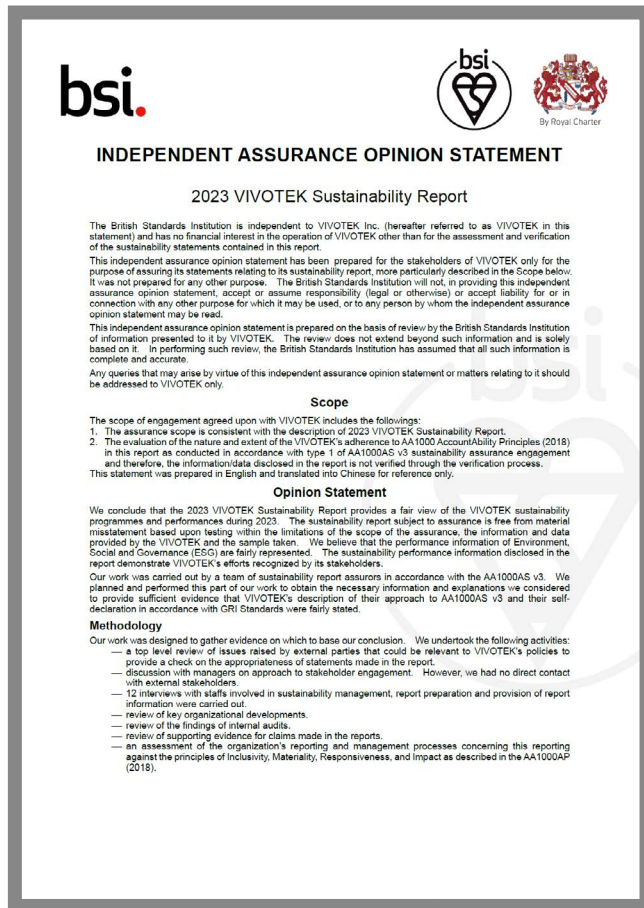 bsi.
bsi
By Royal Charter
INDEPENDENT ASSURANCE OPINION STATEMENT
2023 VIVOTEK Sustainability Report
The British Standards Institution is independent to VIVOTEK Inc. (hereafter referred to as VIVOTEK in this
statement) and has no financial interest in the operation of VIVOTEK other than for the assessment and verification
of the sustainability statements contained in this report.
This independent assurance opinion statement has been prepared for the stakeholders of VIVOTEK only for the
purpose of assuring its statements relating to its sustainability report, more particularly described in the Scope below.
It was not prepared for any other purpose. The British Standards Institution will not, in providing this independent
assurance opinion statement, accept or assume responsibility (legal or otherwise) or accept liability for or in
connection with any other purpose for which it may be used, or to any person by whom the independent assurance
opinion statement may be read.
This independent assurance opinion statement is prepared on the basis of review by the British Standards Institution
of information presented to it by VIVOTEK. The review does not extend beyond such information and is solely
based on it. In performing such review, the British Standards Institution has assumed that all such information is
complete and accurate.
Any queries that may arise by virtue of this independent assurance opinion statement or matters relating to it should
be addressed to VIVOTEK only.
Scope
The scope of engagement agreed upon with VIVOTEK includes the followings:
1. The assurance scope is consistent with the description of 2023 VIVOTEK Sustainability Report.
2. The evaluation of the nature and extent of the VIVOTEK's adherence to AA1000 AccountAbility Principles (2018)
in this report as conducted in accordance with type 1 of AA1000AS v3 sustainability assurance engagement
and therefore, the information/data disclosed in the report is not verified through the verification process.
This statement was prepared in English and translated into Chinese for reference only.
Opinion Statement
We conclude that the 2023 VIVOTEK Sustainability Report provides a fair view of the VIVOTEK sustainability
programmes and performances during 2023. The sustainability report subject to assurance is free from material
misstatement based upon testing within the limitations of the scope of the assurance, the information and data
provided by the VIVOTEK and the sample taken. We believe that the performance information of Environment,
Social and Governance (ESG) are fairly represented. The sustainability performance information disclosed in the
report demonstrate VIVOTEK's efforts recognized by its stakeholders.
Our work was carried out by a team of sustainability report assurors in accordance with the AA1000AS v3. We
planned and performed this part of our work to obtain the necessary information and explanations we considered
to provide sufficient evidence that VIVOTEK's description of their approach to AA1000AS v3 and their self-
declaration in accordance with GRI Standards were fairly stated.
Methodology
Our work was designed to gather evidence on which to base our conclusion. We undertook the following activities:
— a top level review of issues raised by external parties that could be relevant to VIVOTEK's policies to
provide a check on the appropriateness of statements made in the report.
— discussion with managers on approach to stakeholder engagement. However, we had no direct contact
with external stakeholders.
— 12 interviews with staffs involved in sustainability management, report preparation and provision of report
information were carried out.
— review of key organizational developments.
— review of the findings of internal audits.
— review of supporting evidence for claims made in the reports.
— an assessment of the organization's reporting and management processes concerning this reporting
against the principles of Inclusivity, Materiality, Responsiveness, and Impact as described in the AA1000AP
(2018).